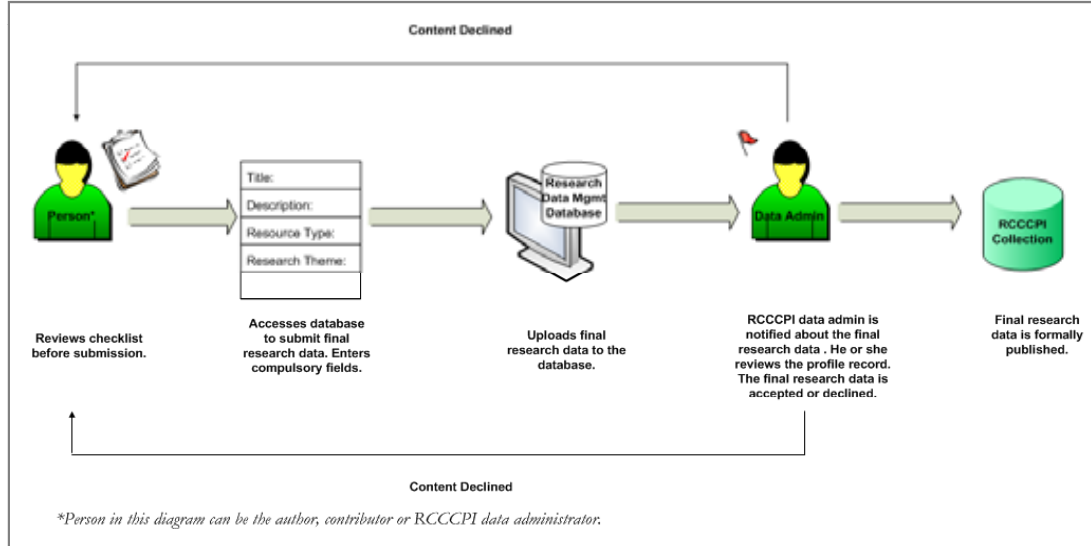 Content Declined
Person*
Title:
Description:
Resource Type:
Research Theme:
Research
Data Mgmt
Database
Data Admin
RCCCPI
Collection
Reviews checklist
before submission.
Accesses database
to submit final
research data. Enters
compulsory fields.
Uploads final
research data to the
database.
RCCCPI data admin is
notified about the final
research data . He or she
reviews the profile record.
The final research data is
accepted or declined.
Final research
data is formally
published.
Content Declined
*Person in this diagram can be the author, contributor or RCCCPI data administrator.